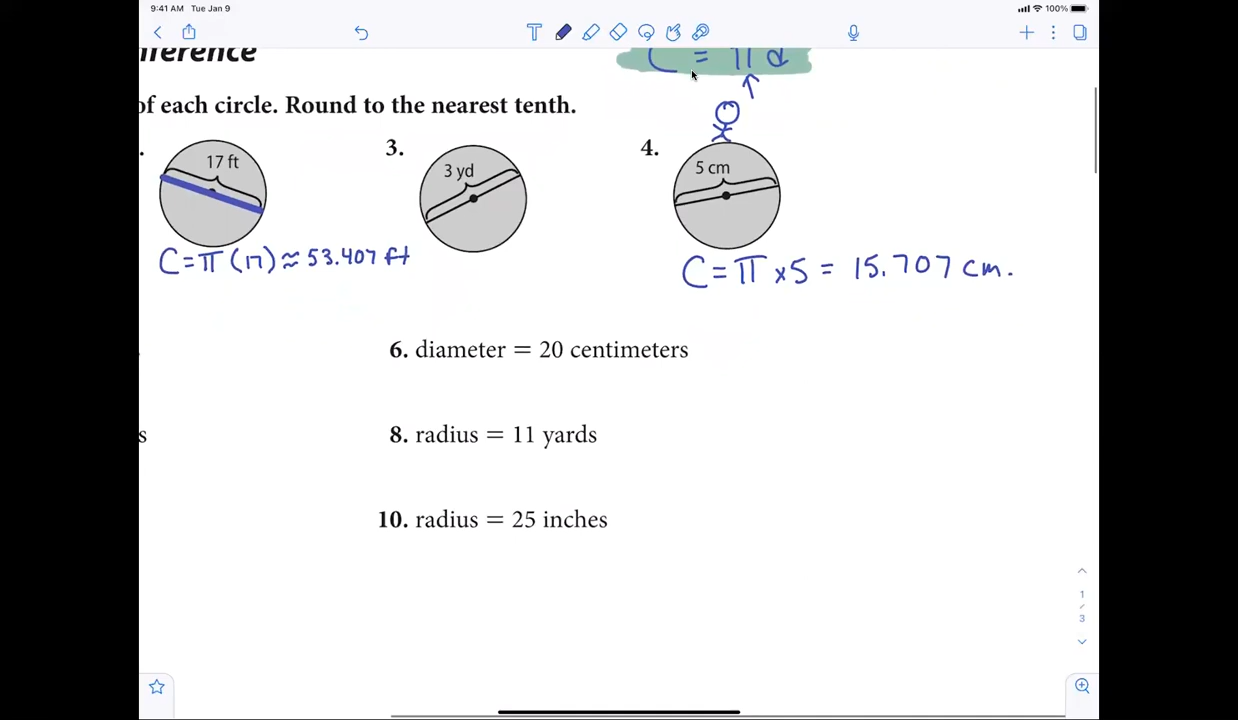 9:41 AM Tue Jan 9
100%
ference
C = π d
of each circle. Round to the nearest tenth.
17 ft
3.
3 yd
4.
5 cm
C = π (17) ≈ 53.407 ft
C = π × 5 = 15.707 cm.
6. diameter = 20 centimeters
s
8. radius = 11 yards
10. radius = 25 inches
1
/
3